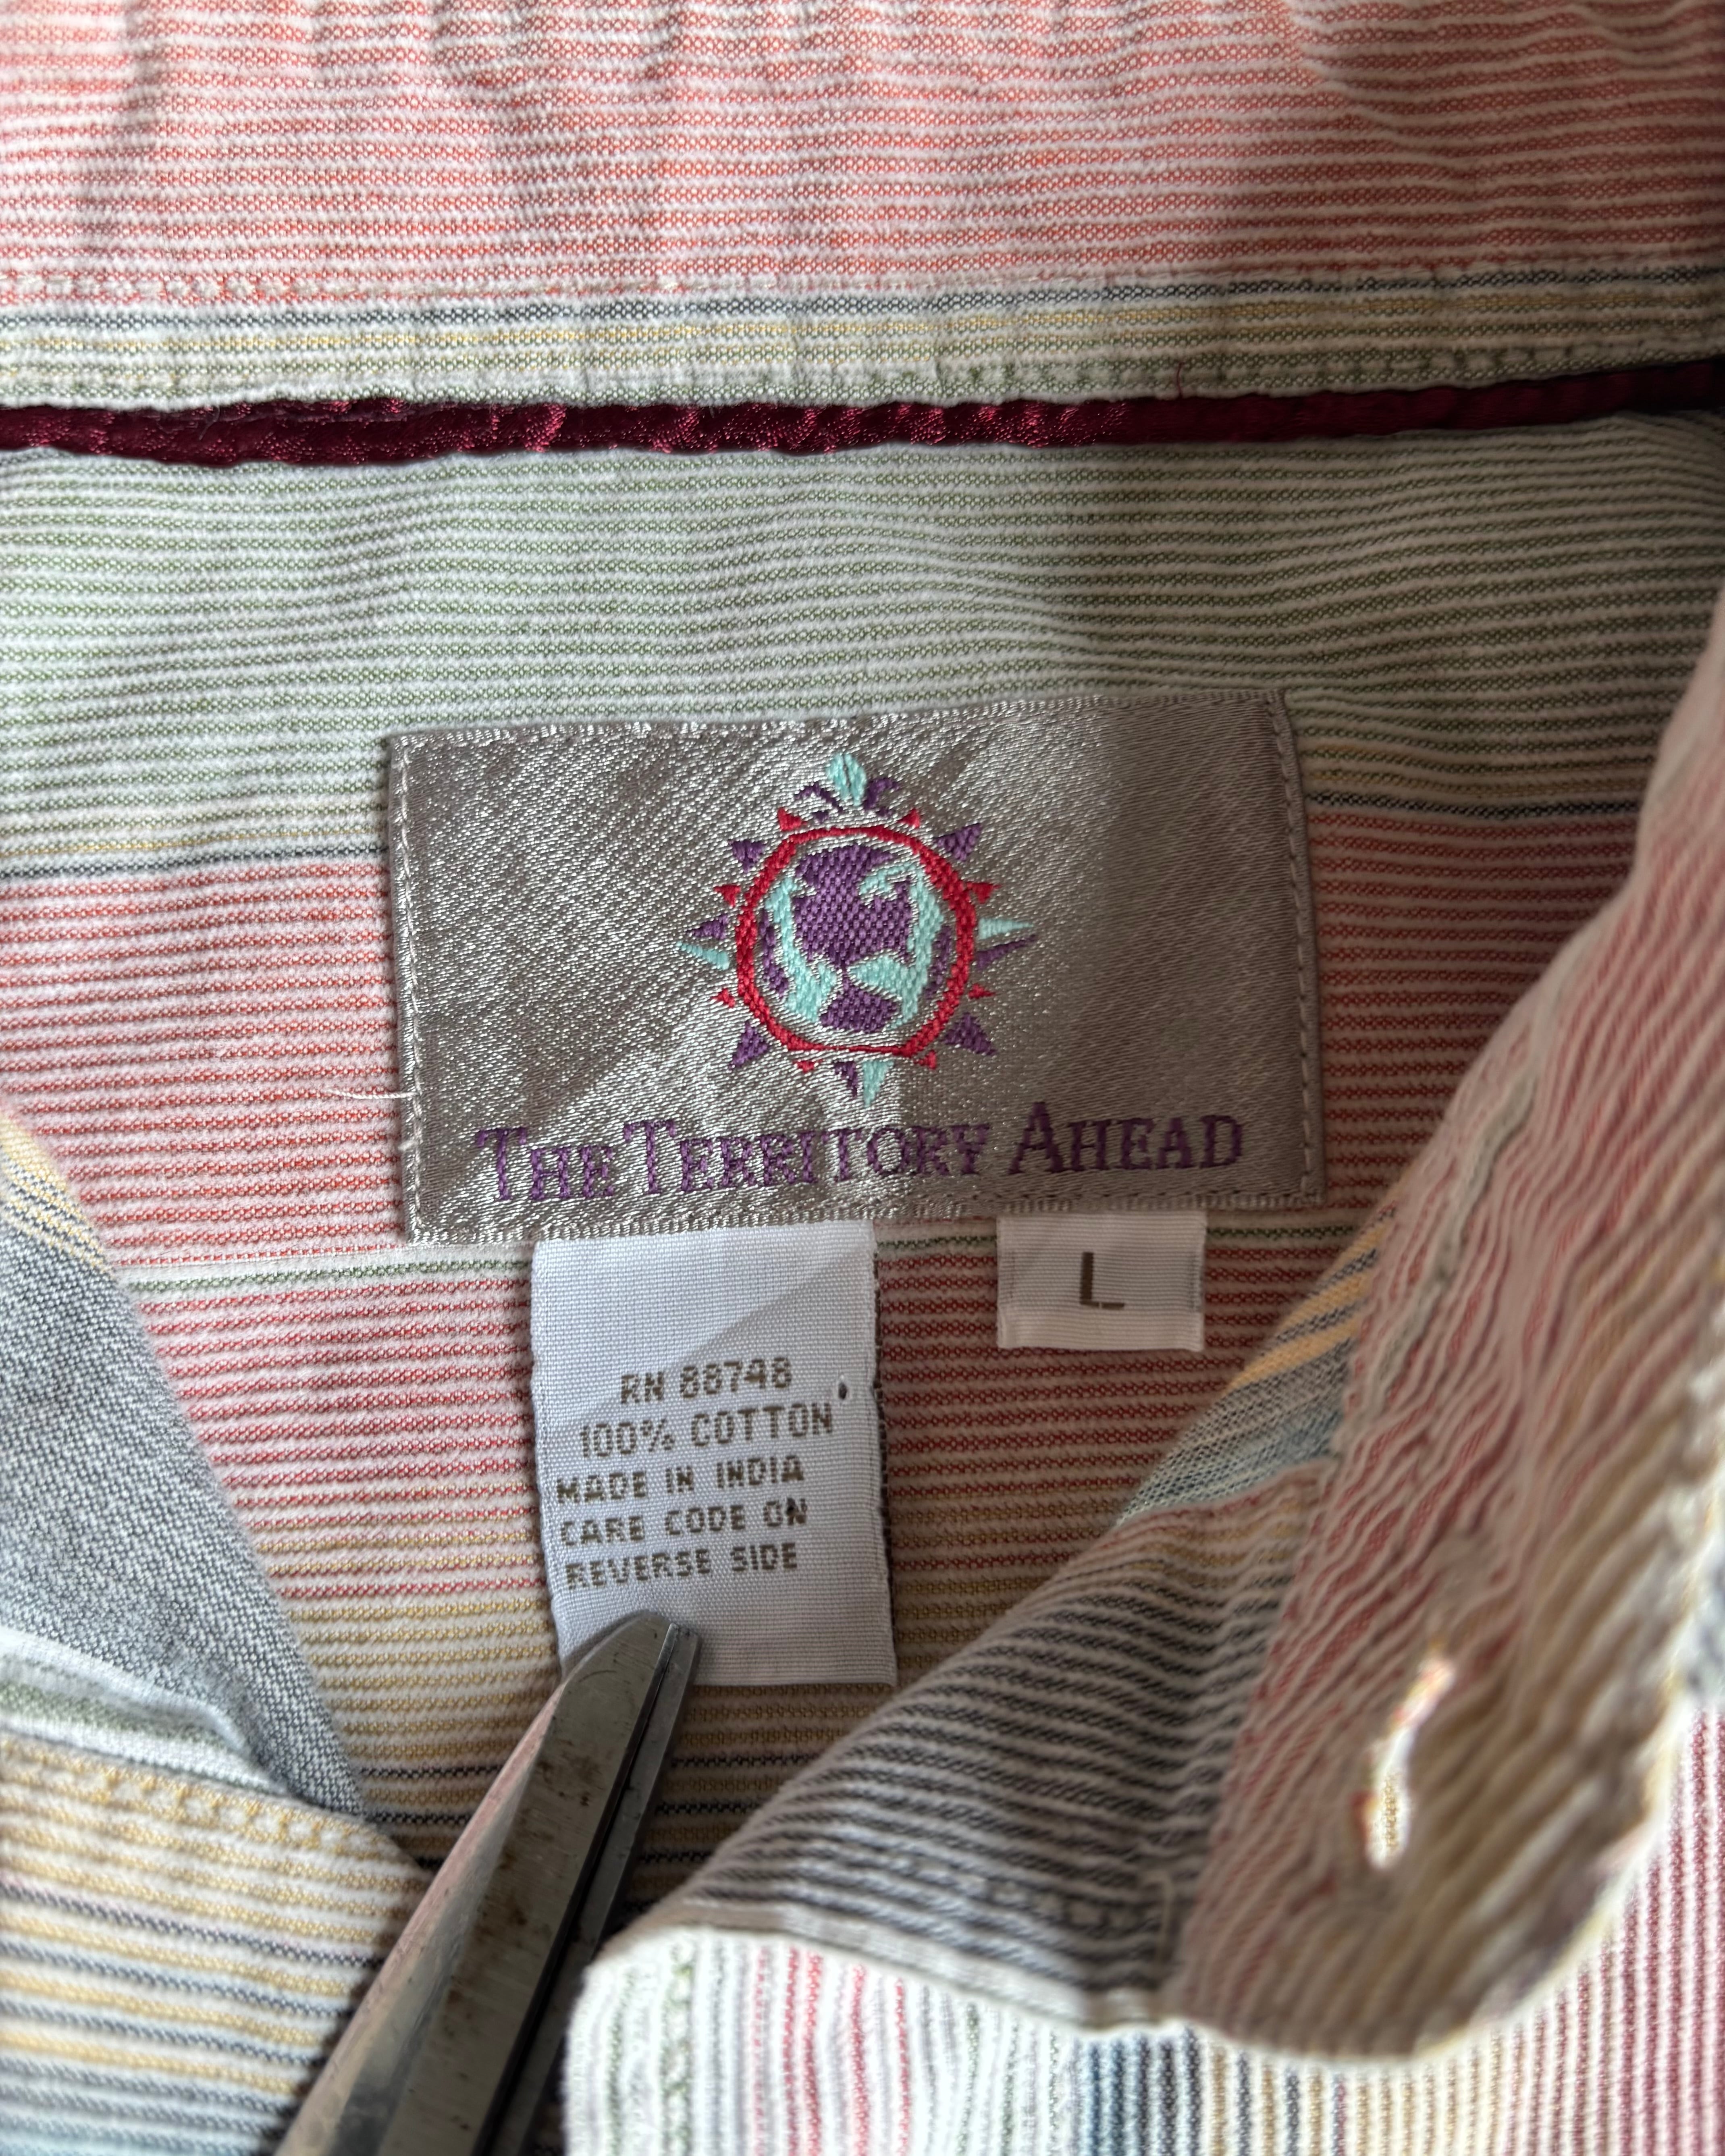 THE TERRITORY AHEAD
L
RN 88748
100% COTTON
MADE IN INDIA
CARE CODE ON
REVERSE SIDE